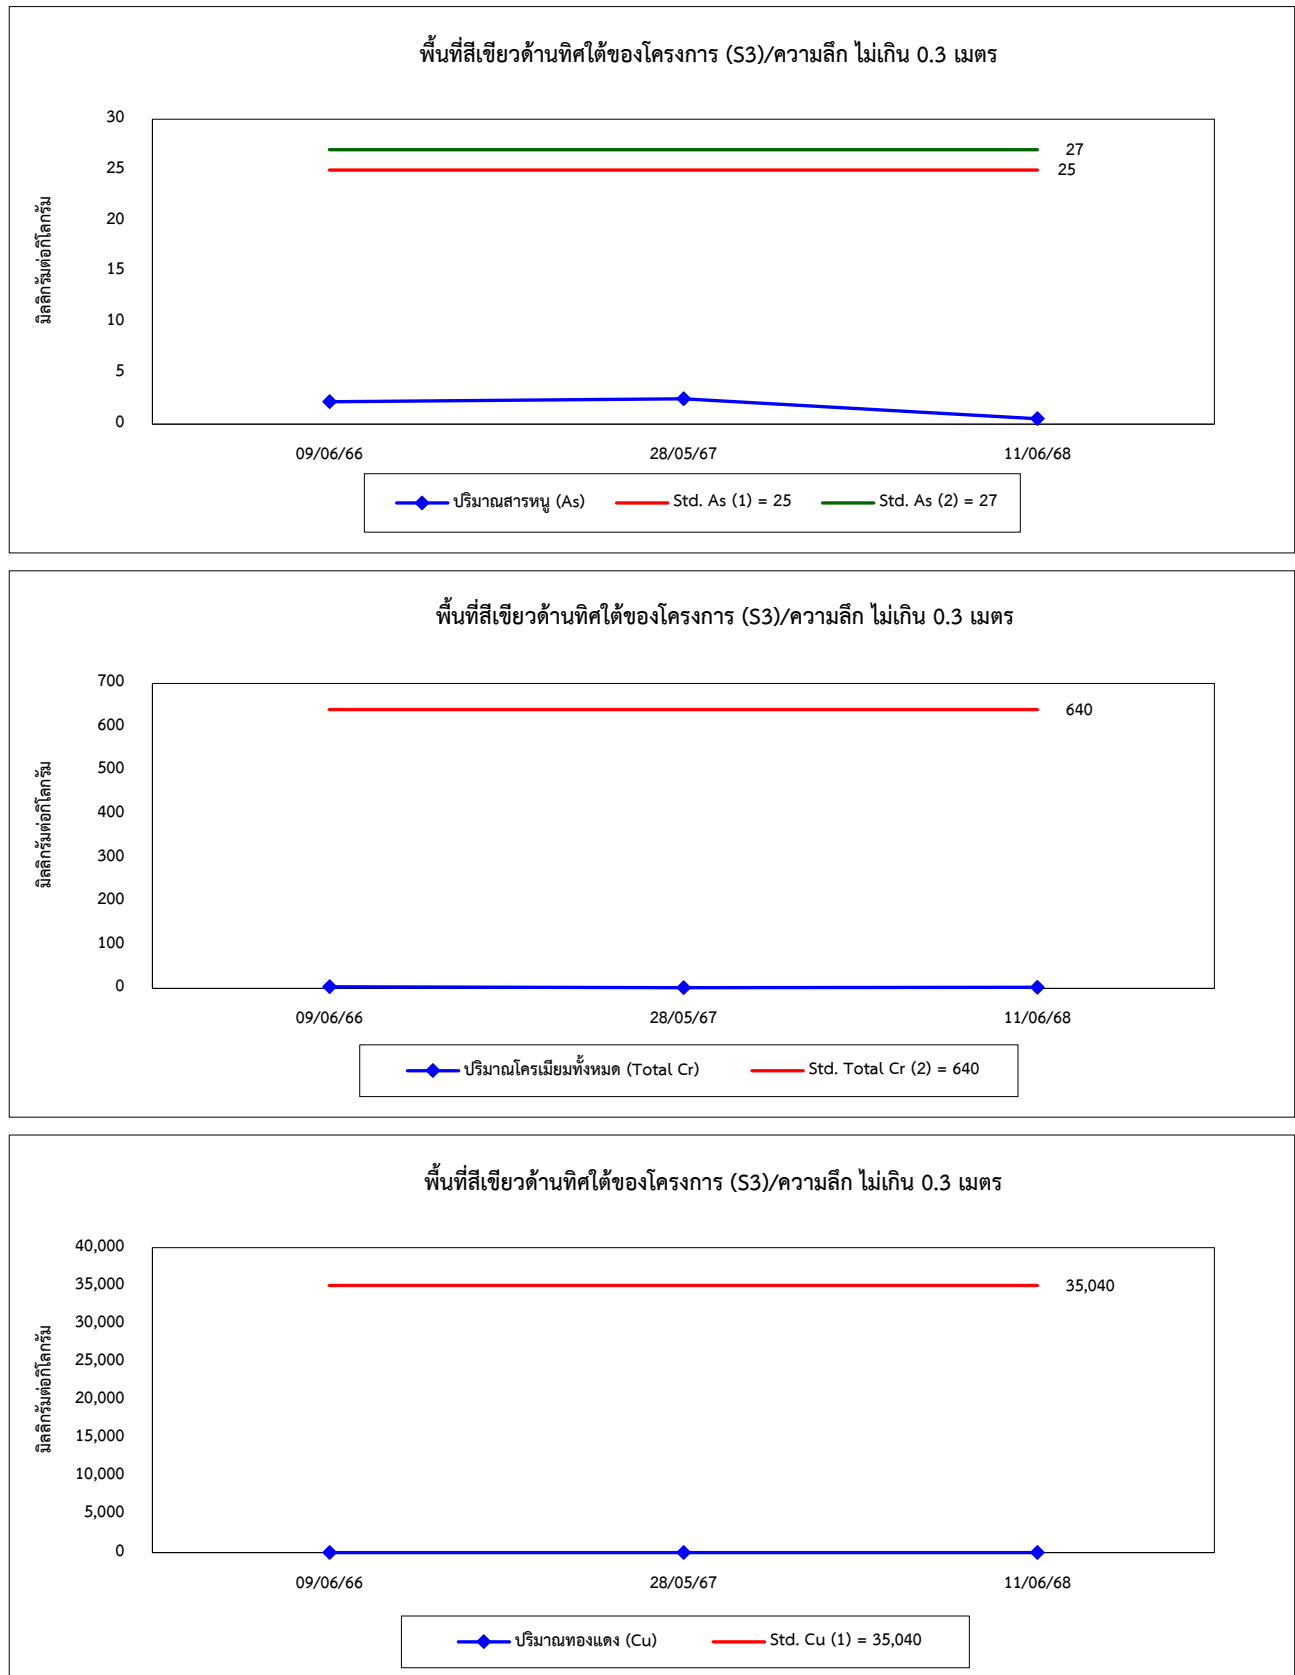 พื้นที่สีเขียวด้านทิศใต้ของโครงการ (S3)/ความลึก ไม่เกิน 0.3 เมตร
มิลลิกรัมต่อกิโลกรัม
30
27
25
25
20
15
10
5
0
09/06/66 28/05/67 11/06/68
ปริมาณสารหนู (As) Std. As (1) = 25 Std. As (2) = 27
พื้นที่สีเขียวด้านทิศใต้ของโครงการ (S3)/ความลึก ไม่เกิน 0.3 เมตร
มิลลิกรัมต่อกิโลกรัม
700
640
600
500
400
300
200
100
0
09/06/66 28/05/67 11/06/68
ปริมาณโครเมียมทั้งหมด (Total Cr) Std. Total Cr (2) = 640
พื้นที่สีเขียวด้านทิศใต้ของโครงการ (S3)/ความลึก ไม่เกิน 0.3 เมตร
มิลลิกรัมต่อกิโลกรัม
40,000
35,000 35,040
30,000
25,000
20,000
15,000
10,000
5,000
0
09/06/66 28/05/67 11/06/68
ปริมาณทองแดง (Cu) Std. Cu (1) = 35,040